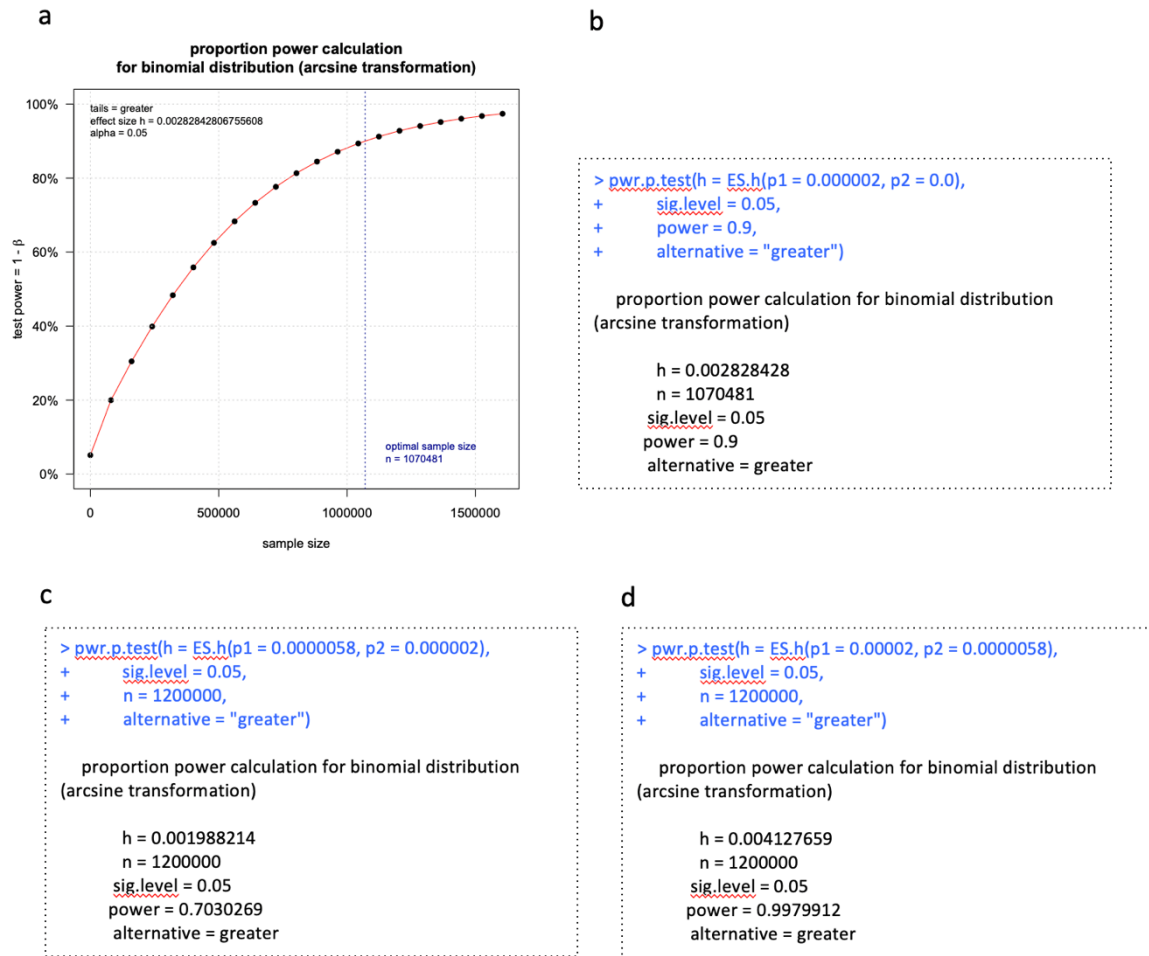 a
proportion power calculation
for binomial distribution (arcsine transformation)
100%
80%
60%
40%
20%
0%
test power = 1 - β
tails = greater
effect size h = 0.00282842806755608
alpha = 0.05
optimal sample size
n = 1070481
0
500000
1000000
1500000
sample size
b
> pwr.p.test(h = ES.h(p1 = 0.000002, p2 = 0.0),
+ sig.level = 0.05,
+ power = 0.9,
+ alternative = "greater")
proportion power calculation for binomial distribution
(arcsine transformation)
h = 0.002828428
n = 1070481
sig.level = 0.05
power = 0.9
alternative = greater
c
> pwr.p.test(h = ES.h(p1 = 0.0000058, p2 = 0.000002),
+ sig.level = 0.05,
+ n = 1200000,
+ alternative = "greater")
proportion power calculation for binomial distribution
(arcsine transformation)
h = 0.001988214
n = 1200000
sig.level = 0.05
power = 0.7030269
alternative = greater
d
> pwr.p.test(h = ES.h(p1 = 0.00002, p2 = 0.0000058),
+ sig.level = 0.05,
+ n = 1200000,
+ alternative = "greater")
proportion power calculation for binomial distribution
(arcsine transformation)
h = 0.004127659
n = 1200000
sig.level = 0.05
power = 0.9979912
alternative = greater